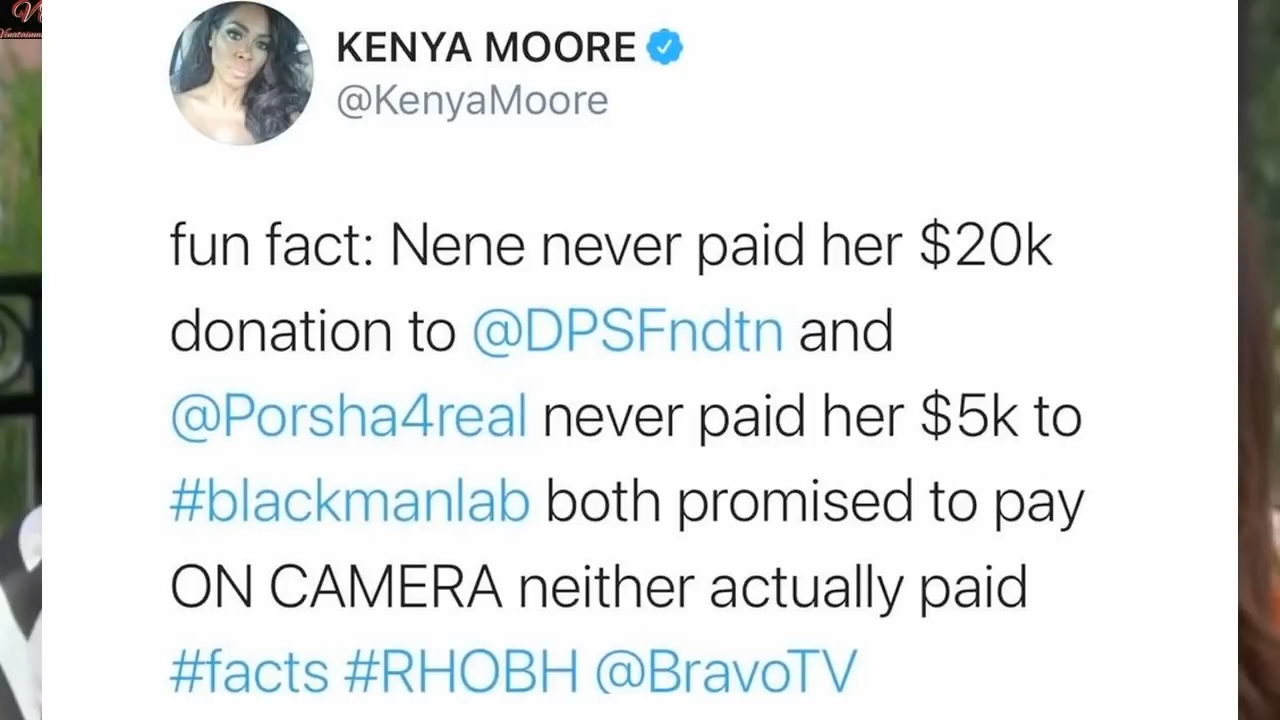 KENYA MOORE
@KenyaMoore
fun fact: Nene never paid her $20k
donation to @DPSFndtn and
@Porsha4real never paid her $5k to
#blackmanlab both promised to pay
ON CAMERA neither actually paid
#facts #RHOBH @BravoTV